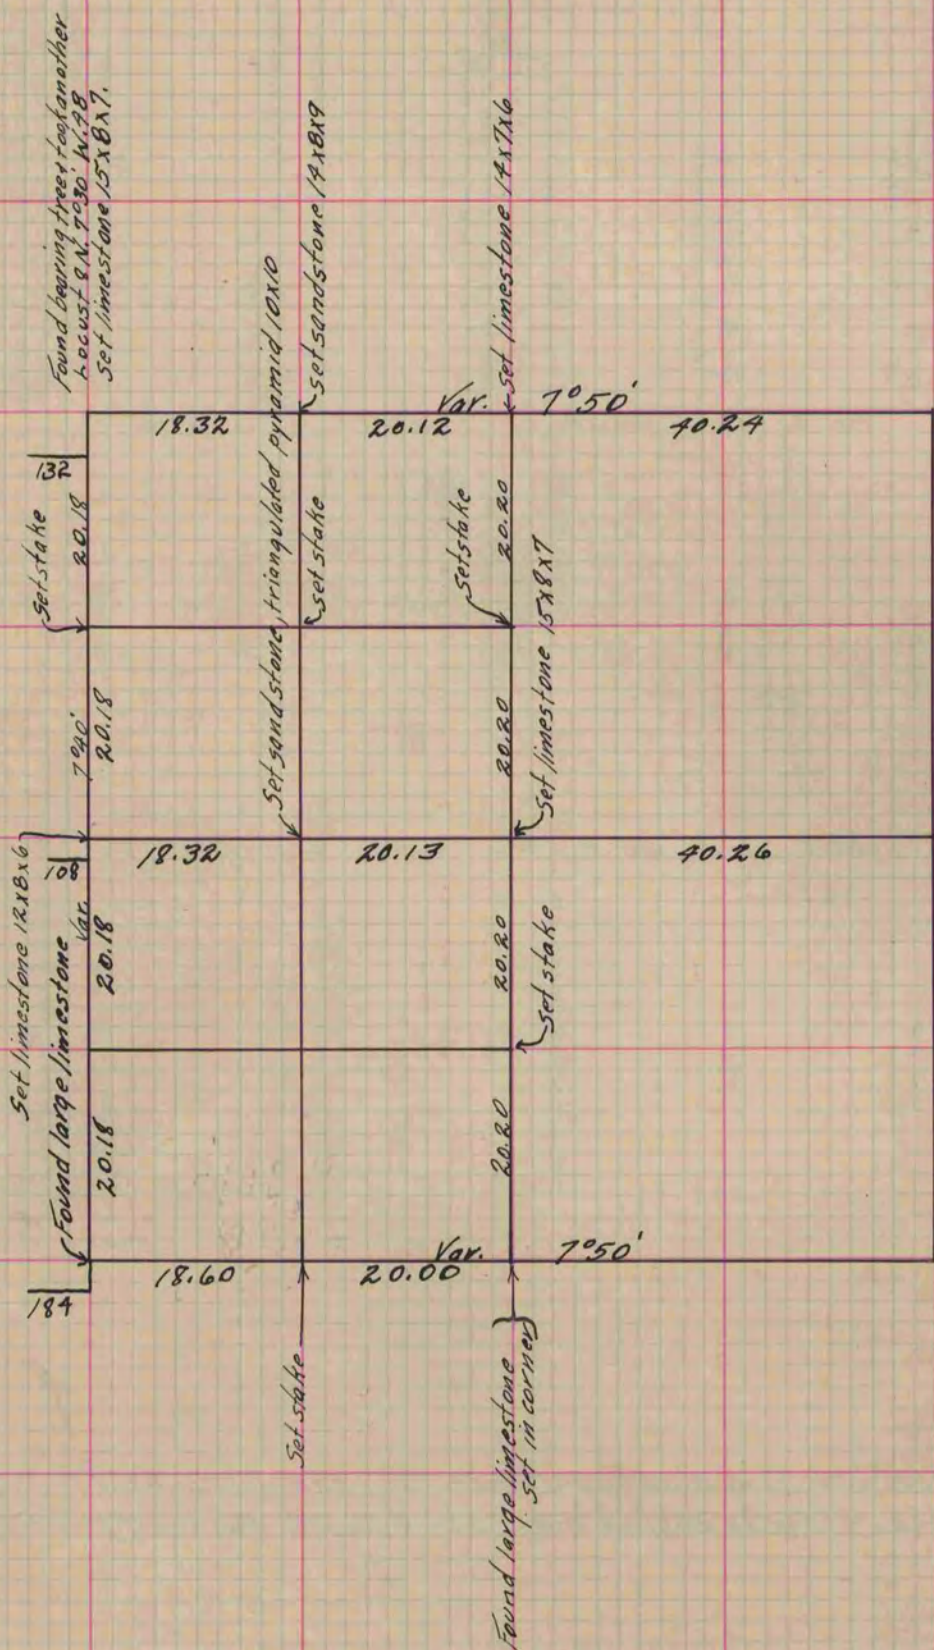 Found bearing tree & took another
Locust 8 N. 7°30' W. .98
Set limestone 15x8x7.
set sandstone 14x8x9
Set limestone 14x7x6
Set sandstone, triangulated pyramid 10x10
Var. 7°50'
18.32
20.12
40.24
132
Set stake
20.18
set stake
Set stake
20.20
7°40'
20.18
20.20
Set limestone 15x8x7
Set limestone 12x8x6
108
18.32
20.13
40.26
Found large limestone
Var.
20.18
20.20
set stake
20.18
20.20
Var. 7°50'
18.60
20.00
184
Set stake
Found large limestone
set in corner